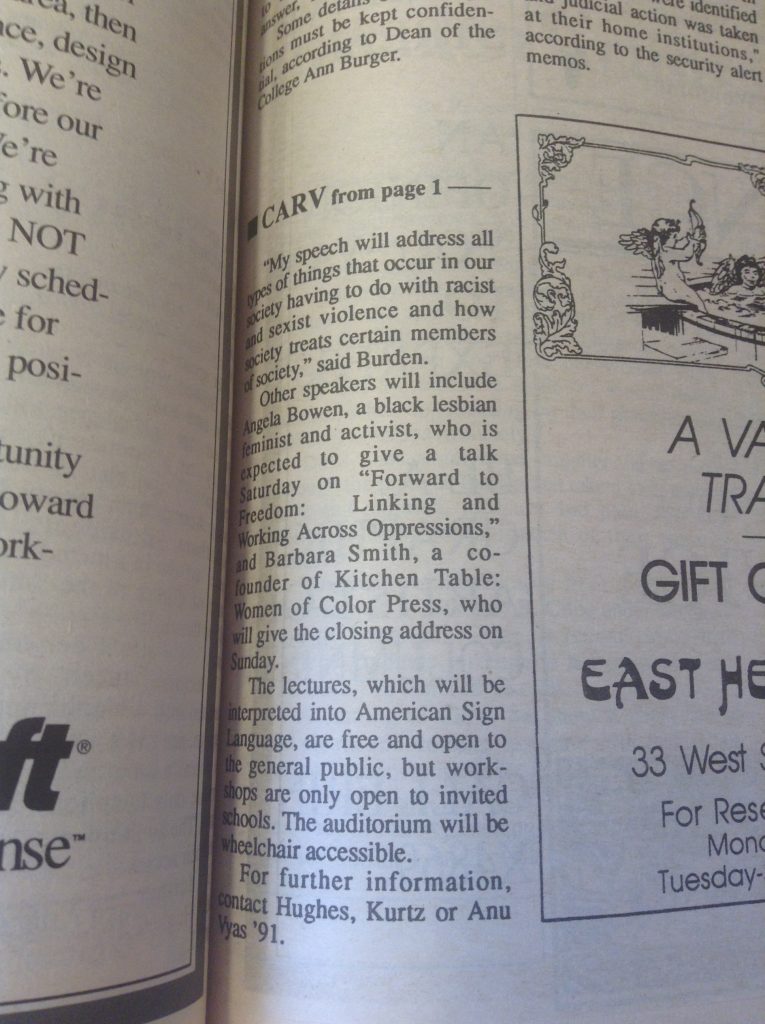 area, then
nce, design
. We're
fore our
We're
g with
NOT
y sched-
e for
posi-
tunity
oward
ork-
ft®
nse™
to
answer,
Some details
tions must be kept confiden-
tial, according to Dean of the
College Ann Burger.
■ CARV from page 1 —
"My speech will address all
types of things that occur in our
society having to do with racist
and sexist violence and how
society treats certain members
of society," said Burden.
Other speakers will include
Angela Bowen, a black lesbian
feminist and activist, who is
expected to give a talk
Saturday on "Forward to
Freedom: Linking and
Working Across Oppressions,"
and Barbara Smith, a co-
founder of Kitchen Table:
Women of Color Press, who
will give the closing address on
Sunday.
The lectures, which will be
interpreted into American Sign
Language, are free and open to
the general public, but work-
shops are only open to invited
schools. The auditorium will be
wheelchair accessible.
For further information,
contact Hughes, Kurtz or Anu
Vyas '91.
were identified
and judicial action was taken
at their home institutions,"
according to the security alert
memos.
A VA
TRA
GIFT C
EAST HE
33 West S
For Rese
Mond
Tuesday-